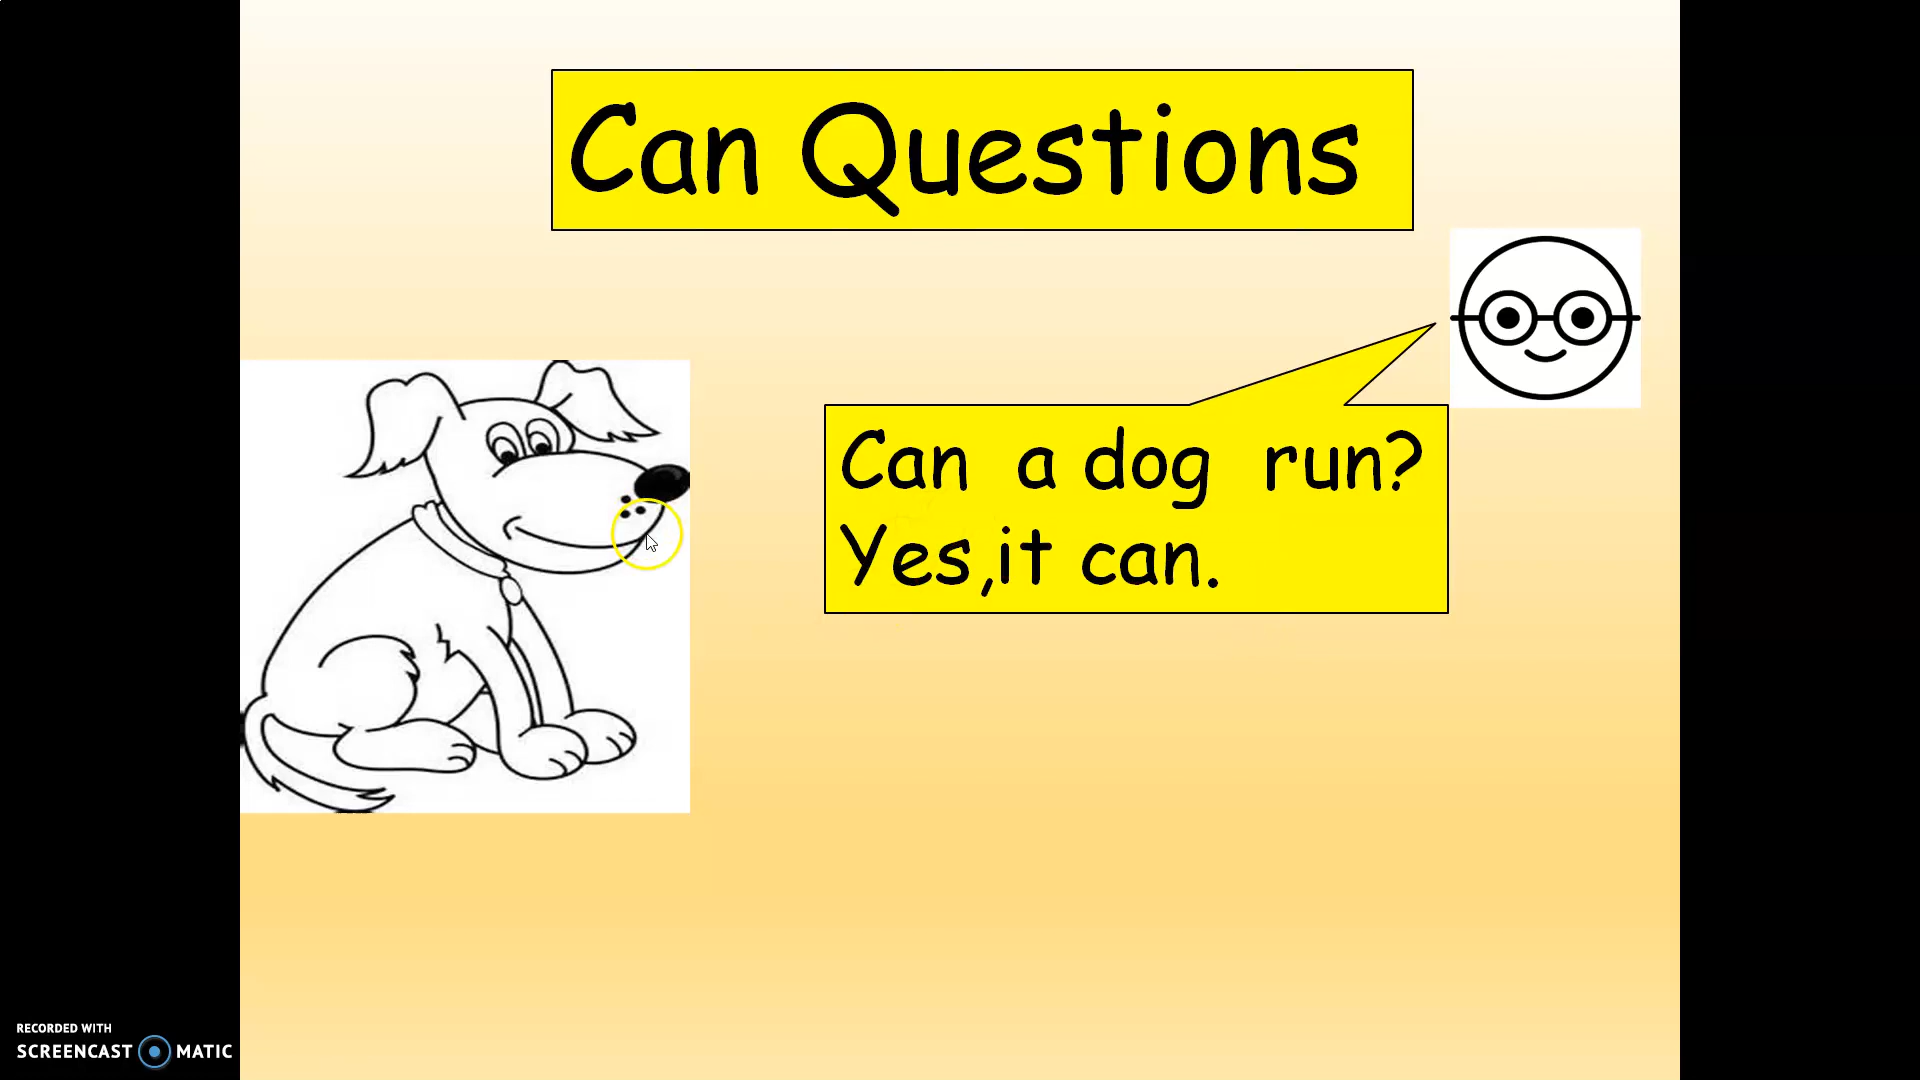 Can Questions
Can a dog run?
Yes,it can.
RECORDED WITH
SCREENCAST MATIC